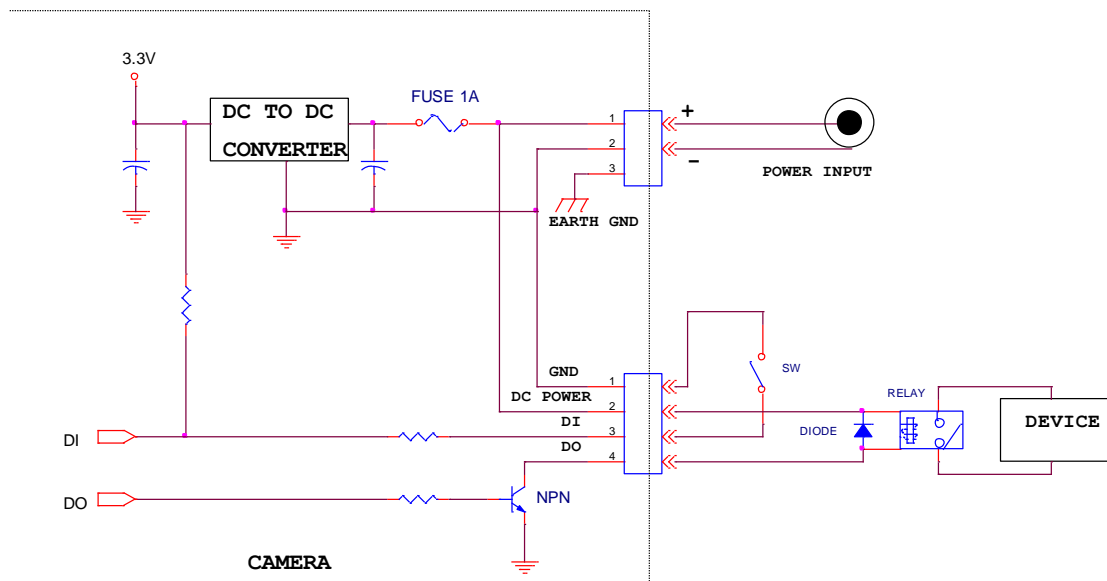 3.3V
DC TO DC
CONVERTER
FUSE 1A
1
2
3
+
–
POWER INPUT
EARTH GND
GND
DC POWER
DI
DO
1
2
3
4
SW
RELAY
DIODE
DEVICE
DI
DO
NPN
CAMERA